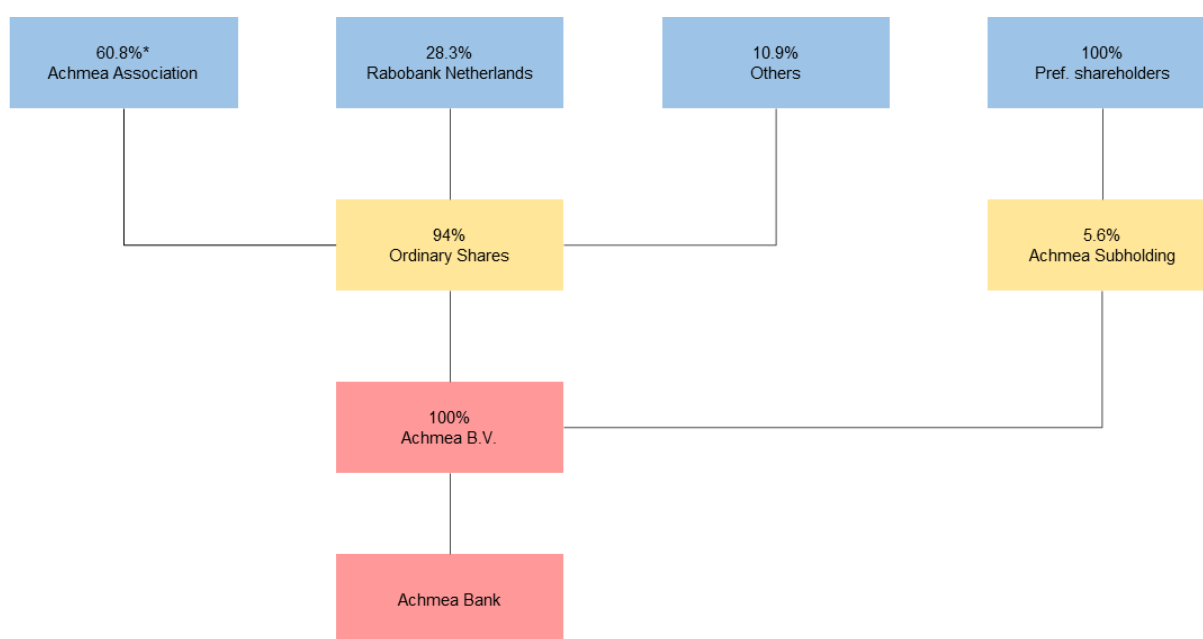 60.8%*
Achmea Association
28.3%
Rabobank Netherlands
10.9%
Others
100%
Pref. shareholders
94%
Ordinary Shares
5.6%
Achmea Subholding
100%
Achmea B.V.
Achmea Bank